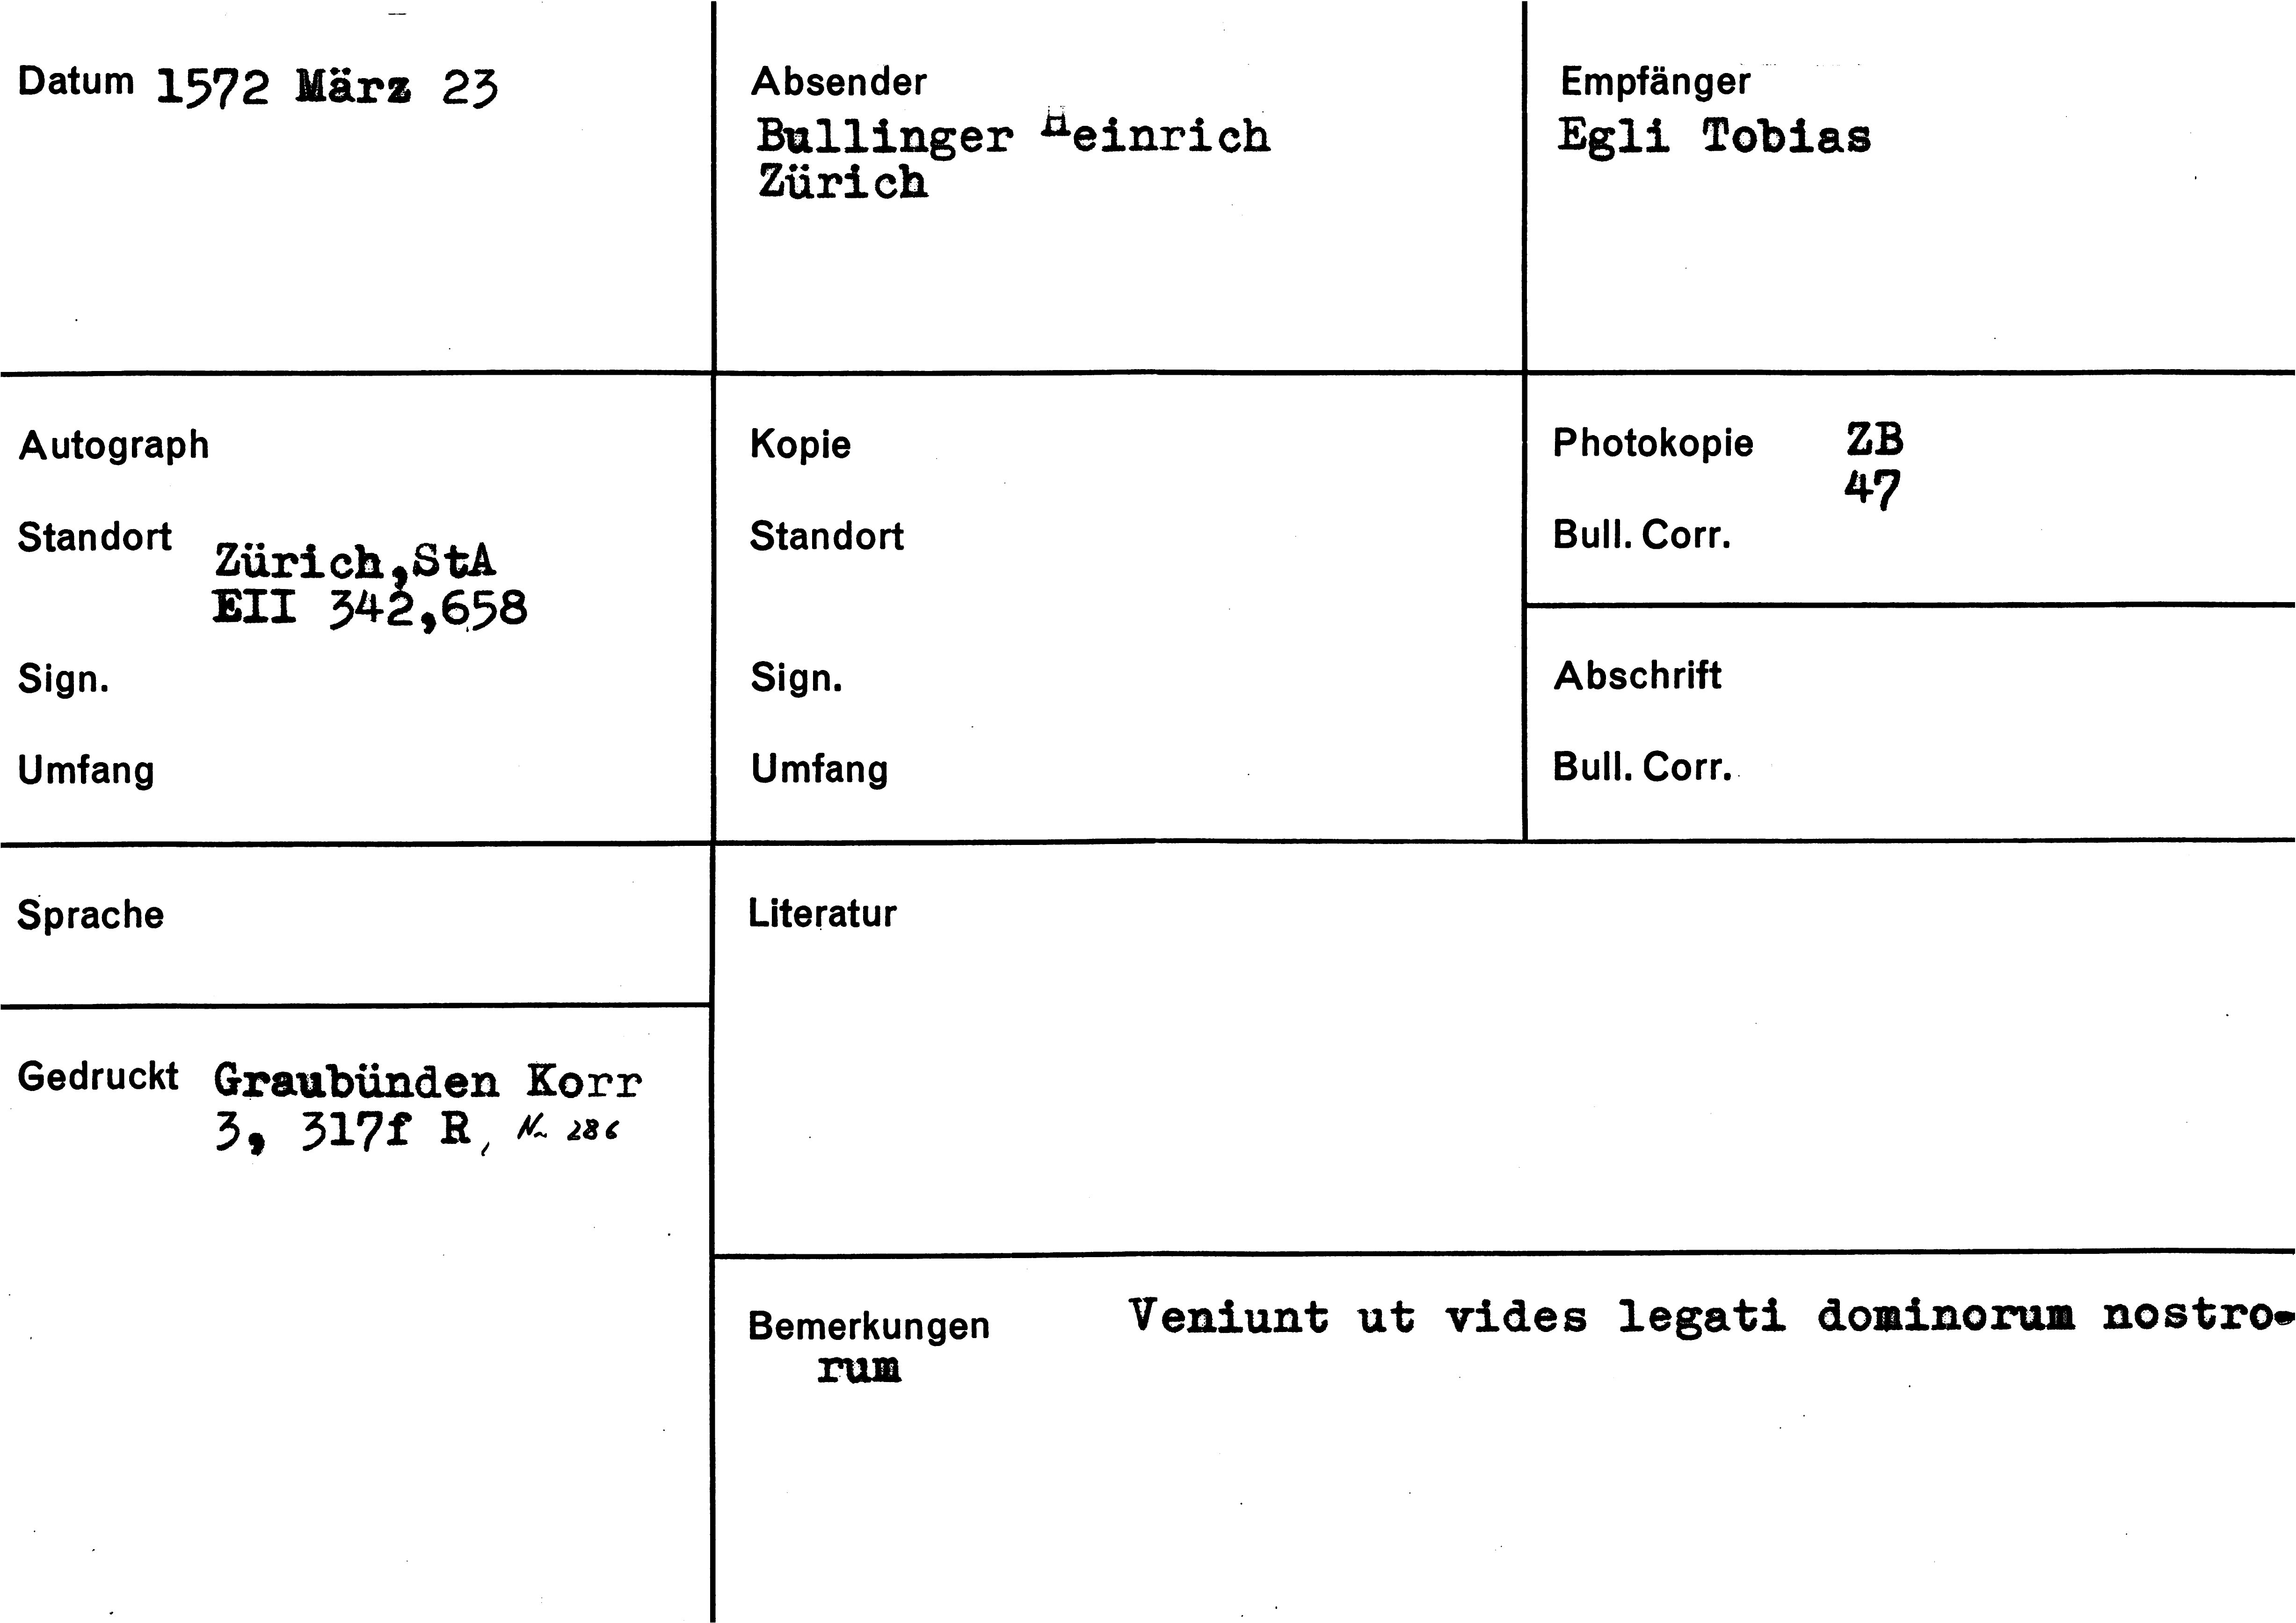 Datum 1572 März 23
Absender
Bullinger Heinrich
Zürich
Empfänger
Egli Tobias
Autograph
Standort Zürich,StA
EII 342,658
Sign.
Umfang
Kopie
Standort
Sign.
Umfang
Photokopie ZB
47
Bull. Corr.
Abschrift
Bull. Corr.
Sprache
Literatur
Gedruckt Graubünden Korr
3, 317f R, Nr 286
Bemerkungen Veniunt ut vides legati dominorum nostro-
rum